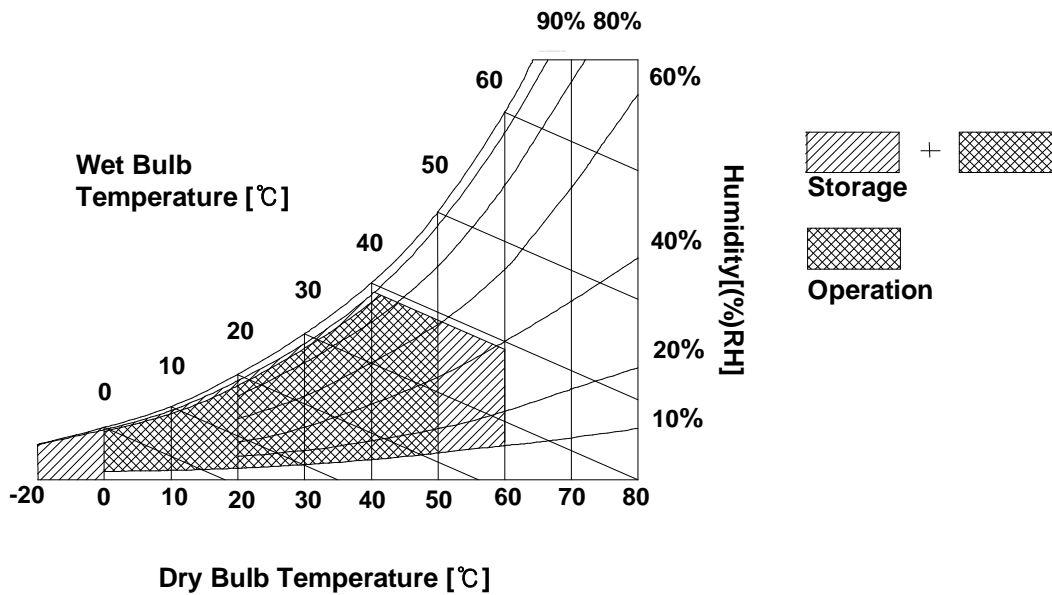 90% 80%
60
60%
50
Wet Bulb
Temperature [℃]
40
40%
30
20
20%
10
0
10%
Humidity[(%)RH]
-20 0 10 20 30 40 50 60 70 80
Dry Bulb Temperature [℃]
+
Storage
Operation